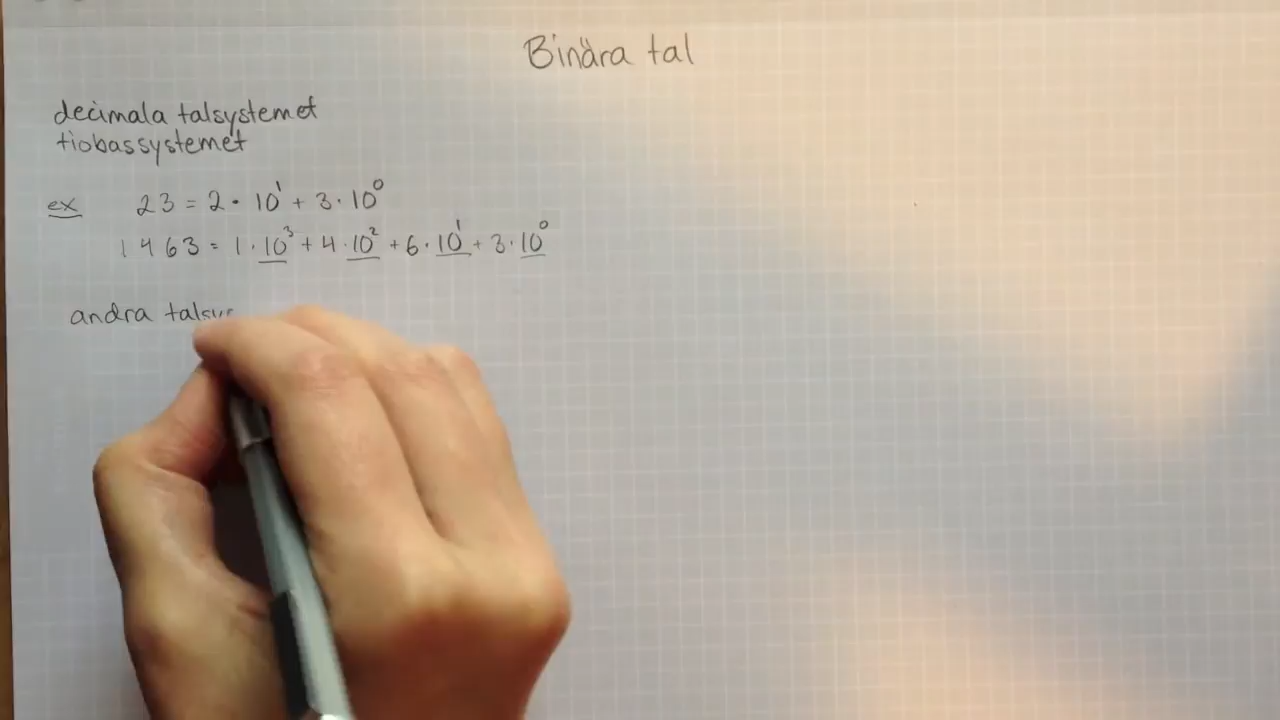 Binära tal
decimala talsystemet
tiobassystemet
ex 23 = 2 · 10¹ + 3 · 10⁰
1463 = 1 · 10³ + 4 · 10² + 6 · 10¹ + 3 · 10⁰
andra talsys